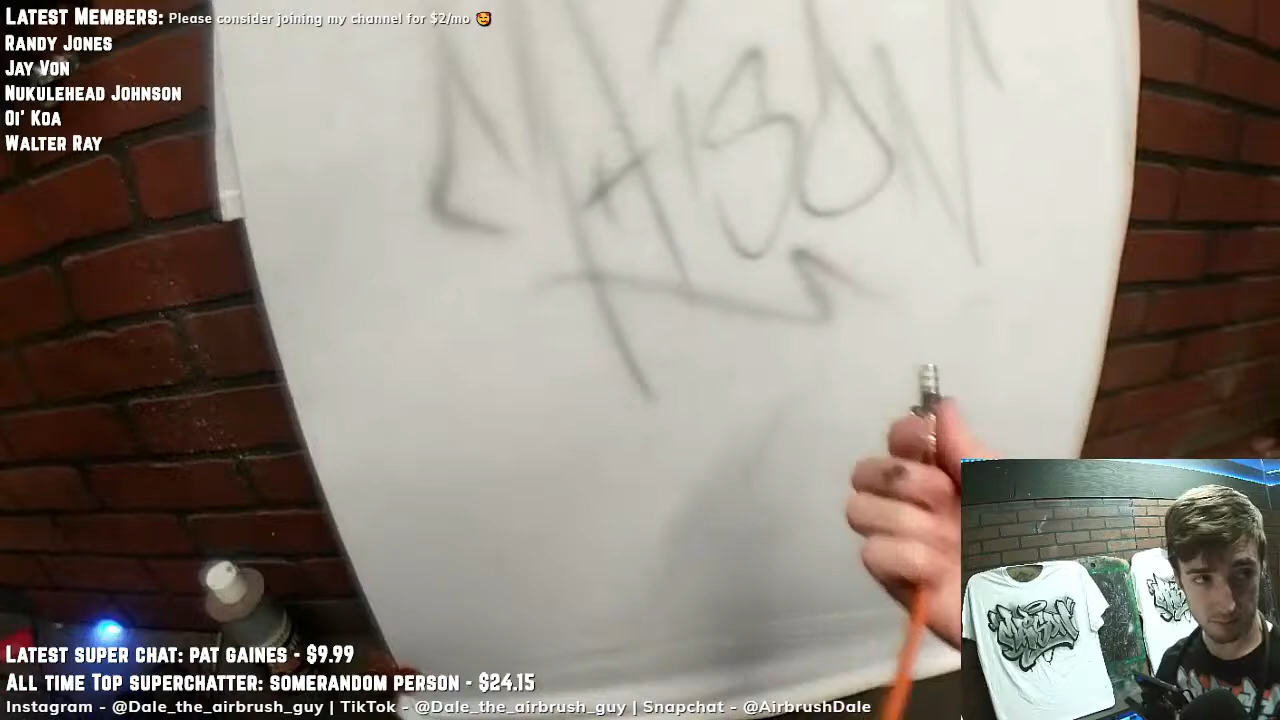 Latest Members: Please consider joining my channel for $2/mo 🥰
Randy Jones
Jay Von
Nukulehead Johnson
Oi' Koa
Walter Ray
MAISON
Latest super chat: pat gaines - $9.99
All time Top superchatter: somerandom person - $24.15
Instagram - @Dale_the_airbrush_guy | TikTok - @Dale_the_airbrush_guy | Snapchat - @AirbrushDale